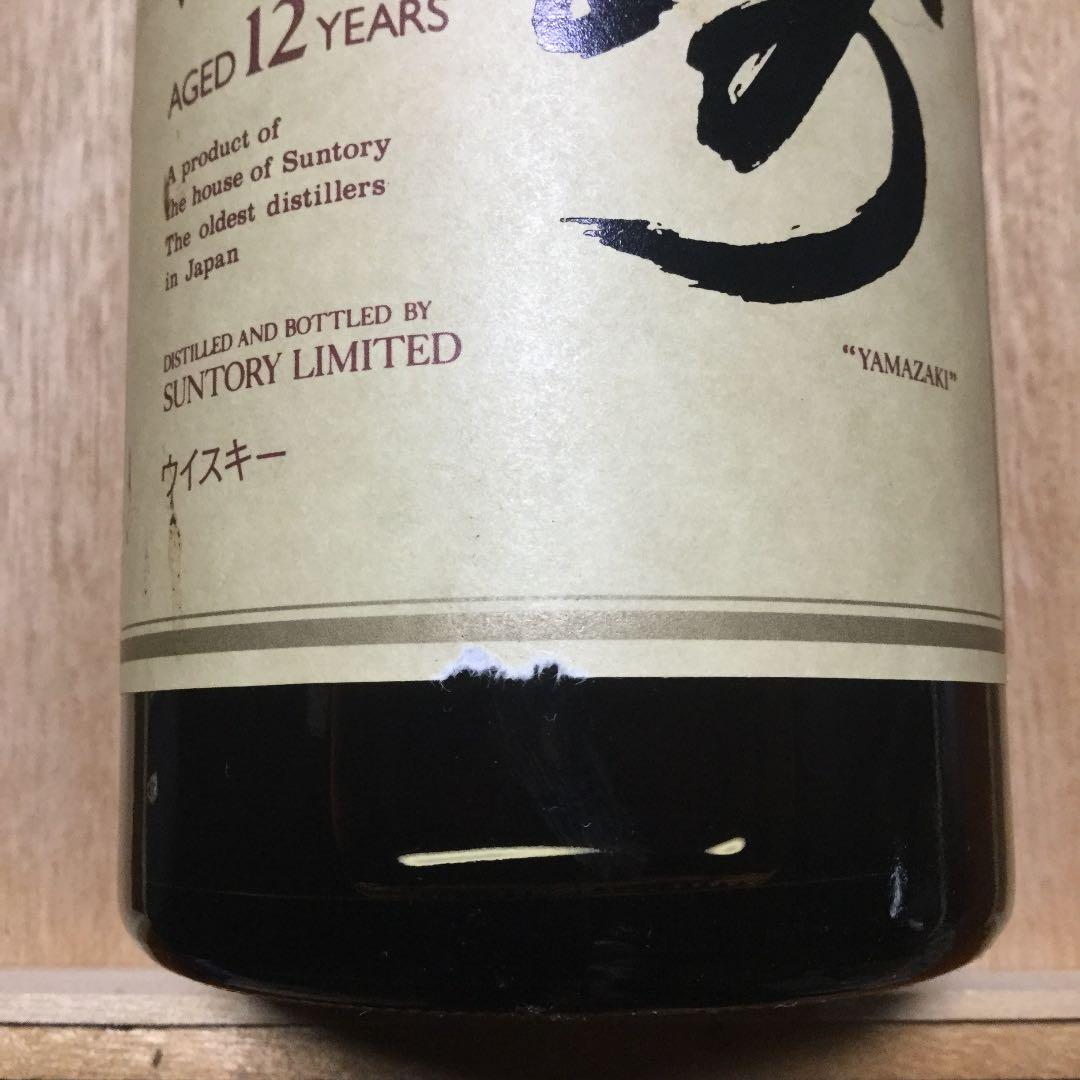 AGED 12 YEARS
A product of
the house of Suntory
The oldest distillers
in Japan
DISTILLED AND BOTTLED BY
SUNTORY LIMITED
ウイスキー
“YAMAZAKI”